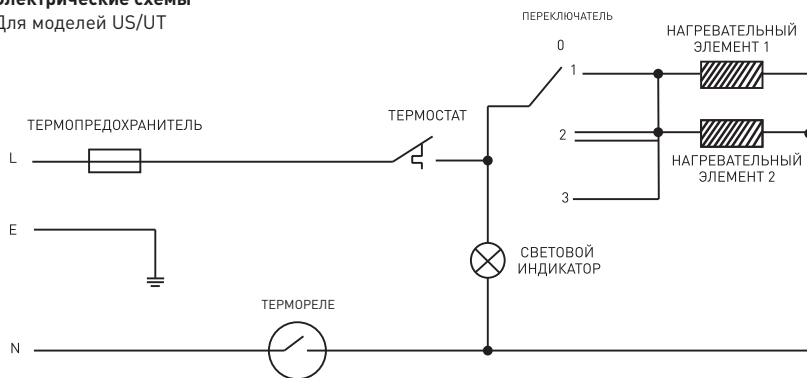 электрические схемы
Для моделей US/UT
ПЕРЕКЛЮЧАТЕЛЬ
0
1
НАГРЕВАТЕЛЬНЫЙ
ЭЛЕМЕНТ 1
ТЕРМОПРЕДОХРАНИТЕЛЬ
ТЕРМОСТАТ
2
L
НАГРЕВАТЕЛЬНЫЙ
ЭЛЕМЕНТ 2
3
E
СВЕТОВОЙ
ИНДИКАТОР
ТЕРМОРЕЛЕ
N